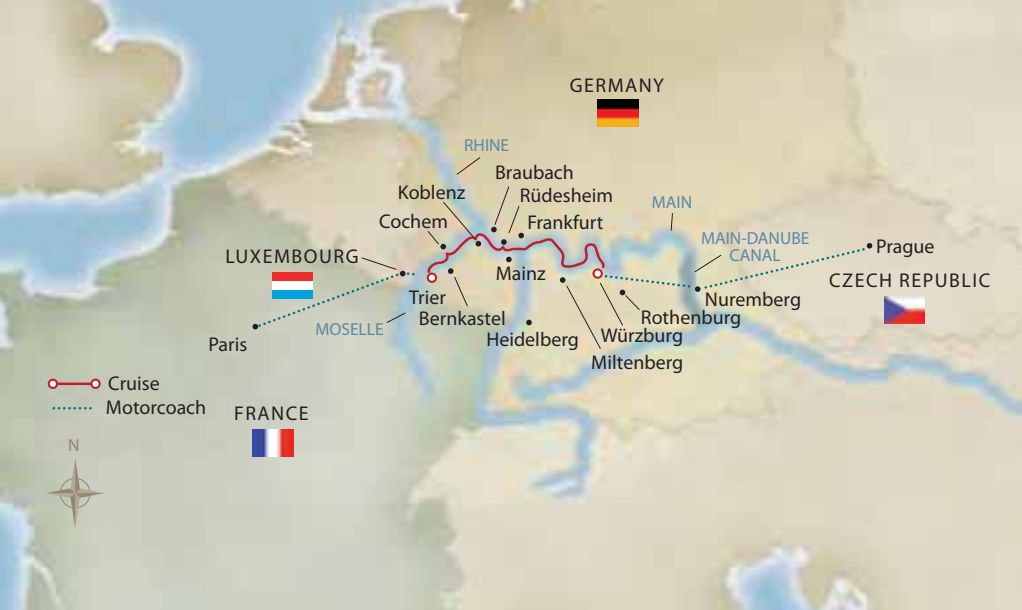 GERMANY
RHINE
Braubach
Koblenz
Rüdesheim
MAIN
Cochem
Frankfurt
MAIN-DANUBE
CANAL
Prague
LUXEMBOURG
Mainz
CZECH REPUBLIC
Trier
Nuremberg
Bernkastel
Rothenburg
MOSELLE
Würzburg
Paris
Heidelberg
Miltenberg
Cruise
Motorcoach
FRANCE
N